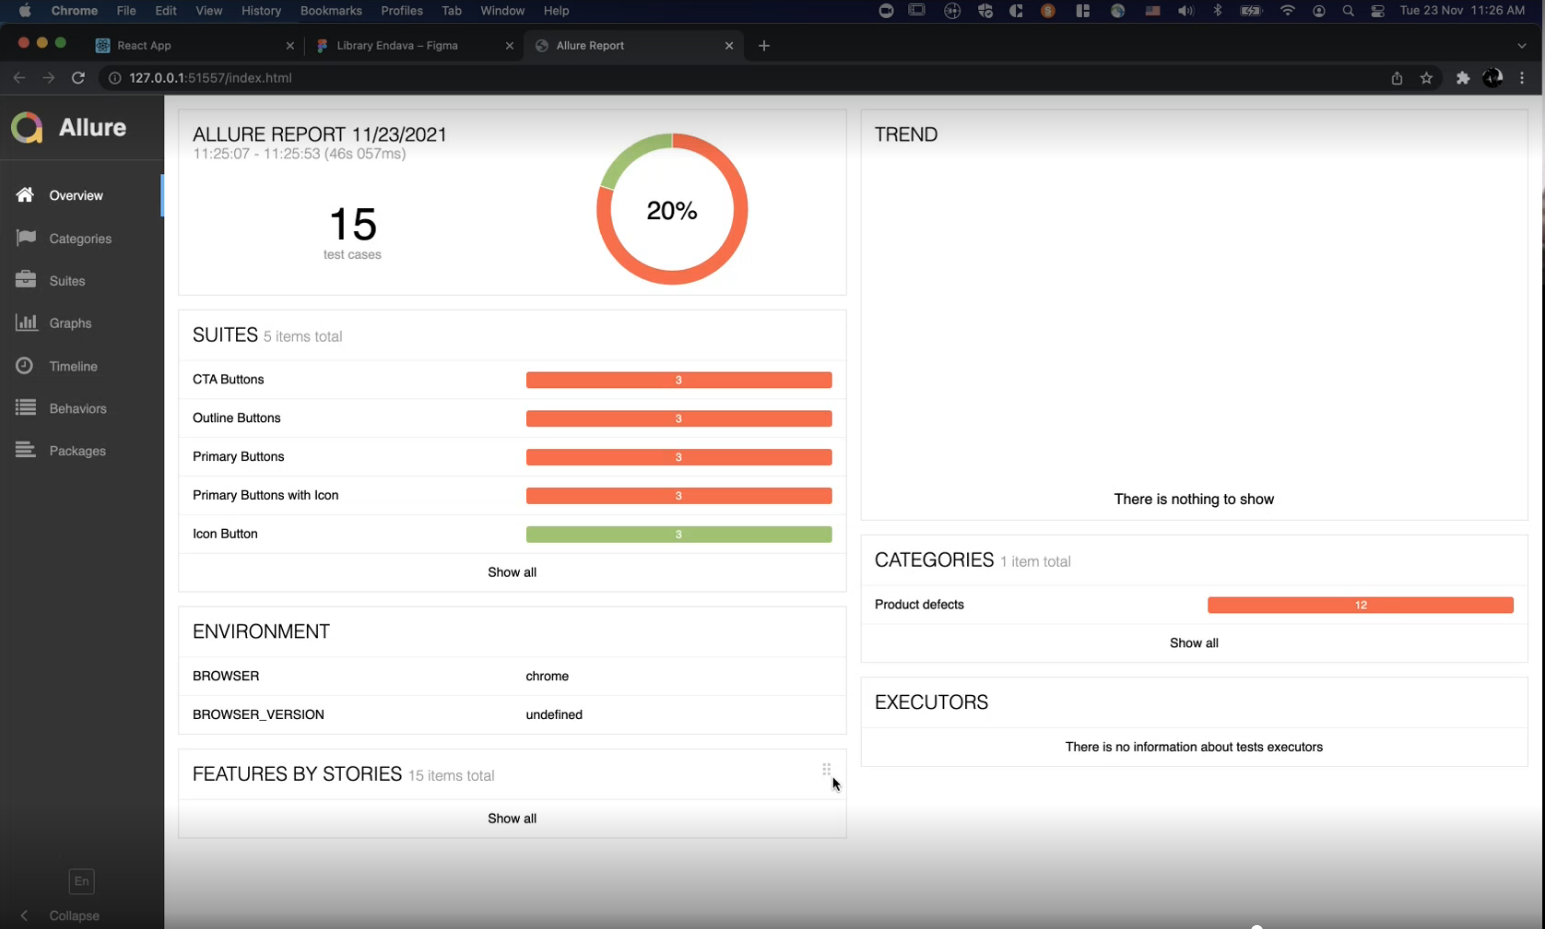 Chrome File Edit View History Bookmarks Profiles Tab Window Help
Tue 23 Nov 11:26 AM
React App
Library Endava – Figma
Allure Report
127.0.0.1:51557/index.html
Allure
Overview
Categories
Suites
Graphs
Timeline
Behaviors
Packages
En
Collapse
ALLURE REPORT 11/23/2021
11:25:07 - 11:25:53 (46s 057ms)
15
test cases
20%
SUITES 5 items total
CTA Buttons 3
Outline Buttons 3
Primary Buttons 3
Primary Buttons with Icon 3
Icon Button 3
Show all
ENVIRONMENT
BROWSER chrome
BROWSER_VERSION undefined
FEATURES BY STORIES 15 items total
Show all
TREND
There is nothing to show
CATEGORIES 1 item total
Product defects 12
Show all
EXECUTORS
There is no information about tests executors